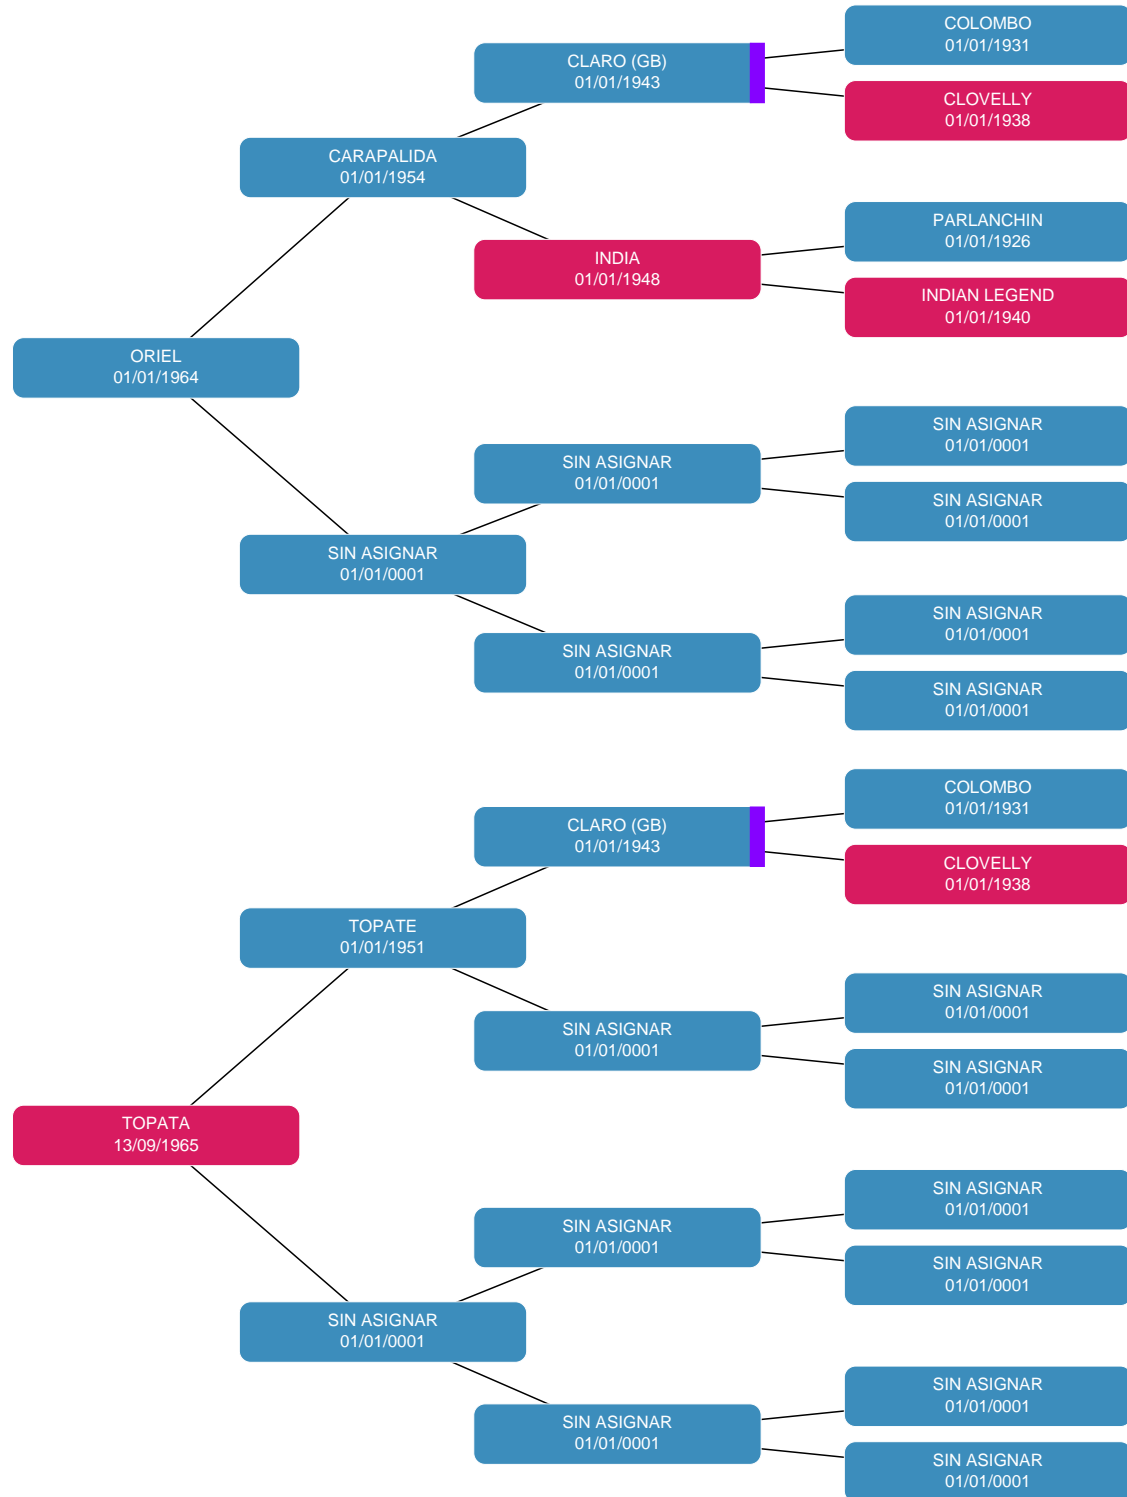 COLOMBO
01/01/1931
CLARO (GB)
01/01/1943
CLOVELLY
01/01/1938
CARAPALIDA
01/01/1954
PARLANCHIN
01/01/1926
INDIA
01/01/1948
INDIAN LEGEND
01/01/1940
ORIEL
01/01/1964
SIN ASIGNAR
01/01/0001
SIN ASIGNAR
01/01/0001
SIN ASIGNAR
01/01/0001
SIN ASIGNAR
01/01/0001
SIN ASIGNAR
01/01/0001
SIN ASIGNAR
01/01/0001
SIN ASIGNAR
01/01/0001
COLOMBO
01/01/1931
CLARO (GB)
01/01/1943
CLOVELLY
01/01/1938
TOPATE
01/01/1951
SIN ASIGNAR
01/01/0001
SIN ASIGNAR
01/01/0001
SIN ASIGNAR
01/01/0001
TOPATA
13/09/1965
SIN ASIGNAR
01/01/0001
SIN ASIGNAR
01/01/0001
SIN ASIGNAR
01/01/0001
SIN ASIGNAR
01/01/0001
SIN ASIGNAR
01/01/0001
SIN ASIGNAR
01/01/0001
SIN ASIGNAR
01/01/0001